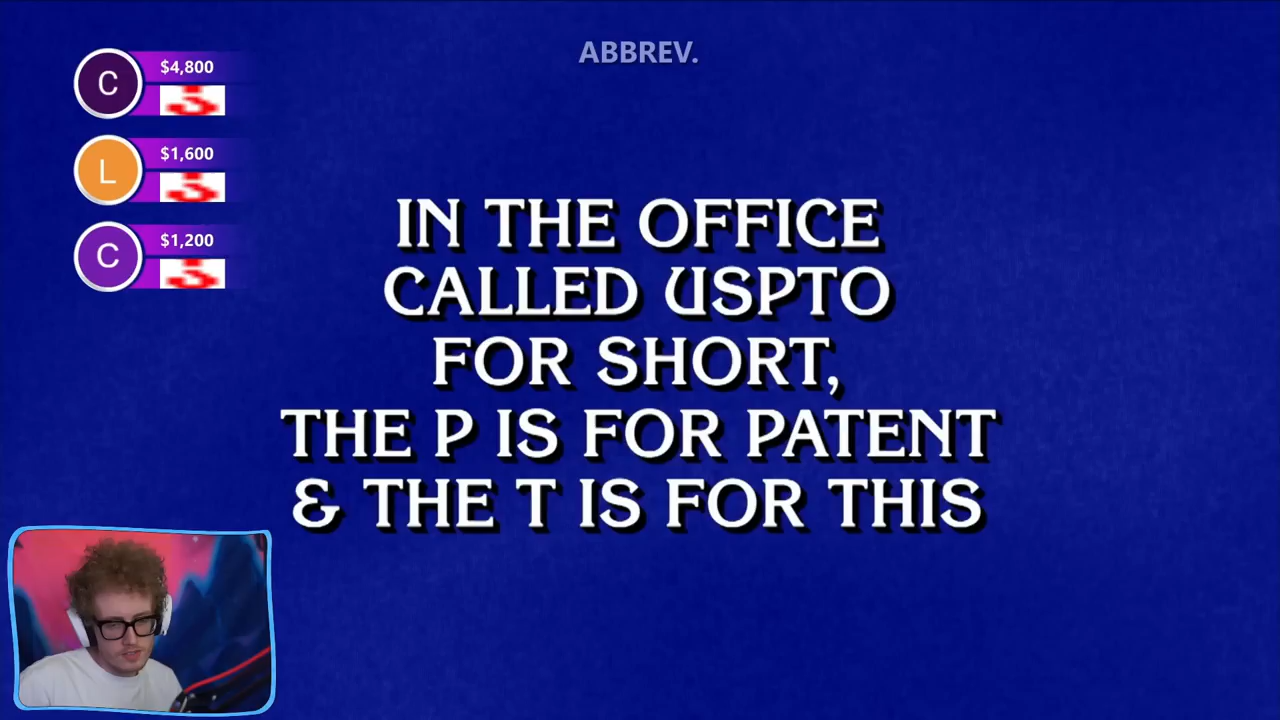 ABBREV.
C
$4,800
L
$1,600
C
$1,200
IN THE OFFICE
CALLED USPTO
FOR SHORT,
THE P IS FOR PATENT
& THE T IS FOR THIS